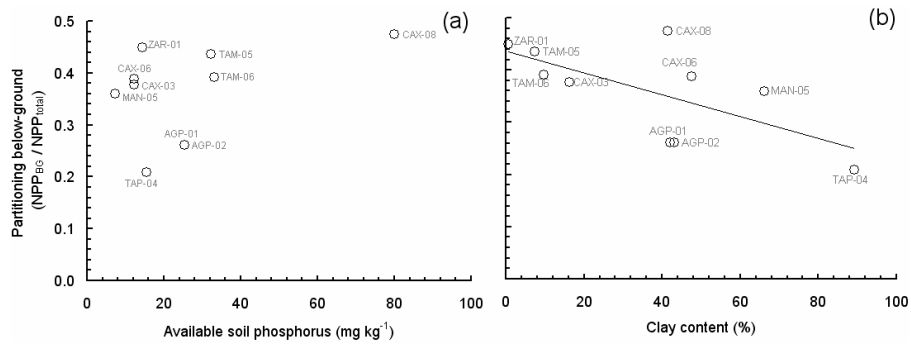 (a)
Partitioning below-ground
(NPPBG / NPPtotal)
0.5
0.4
0.3
0.2
0.1
0.0
ZAR-01
TAM-05
CAX-08
CAX-06
TAM-06
CAX-03
MAN-05
AGP-01
AGP-02
TAP-04
0 20 40 60 80 100
Available soil phosphorus (mg kg-1)
(b)
ZAR-01
CAX-08
TAM-05
CAX-06
TAM-06
CAX-03
MAN-05
AGP-01
AGP-02
TAP-04
0 20 40 60 80 100
Clay content (%)